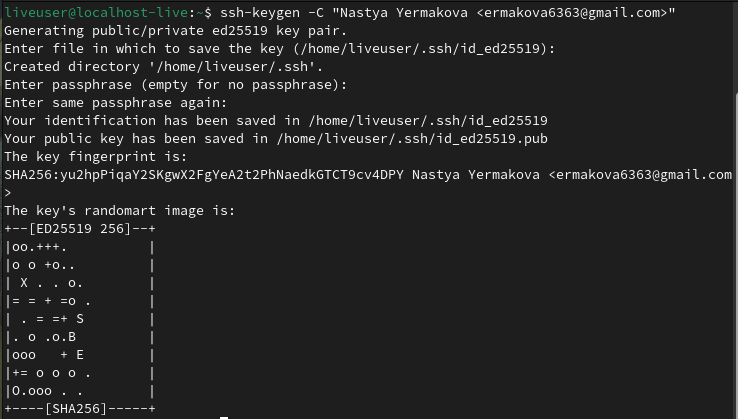 liveuser@localhost-live:~$ ssh-keygen -C "Nastya Yermakova <ermakova6363@gmail.com>"
Generating public/private ed25519 key pair.
Enter file in which to save the key (/home/liveuser/.ssh/id_ed25519):
Created directory '/home/liveuser/.ssh'.
Enter passphrase (empty for no passphrase):
Enter same passphrase again:
Your identification has been saved in /home/liveuser/.ssh/id_ed25519
Your public key has been saved in /home/liveuser/.ssh/id_ed25519.pub
The key fingerprint is:
SHA256:yu2hpPiqaY2SKgwX2FgYeA2t2PhNaedkGTCT9cv4DPY Nastya Yermakova <ermakova6363@gmail.com
>
The key's randomart image is:
+--[ED25519 256]--+
|oo.+++.          |
|o o +o..         |
| X . . o.        |
|= = + =o .       |
| . = =+ S        |
|. o .o.B         |
|ooo   + E        |
|+= o o o .       |
|O.ooo . .        |
+----[SHA256]-----+